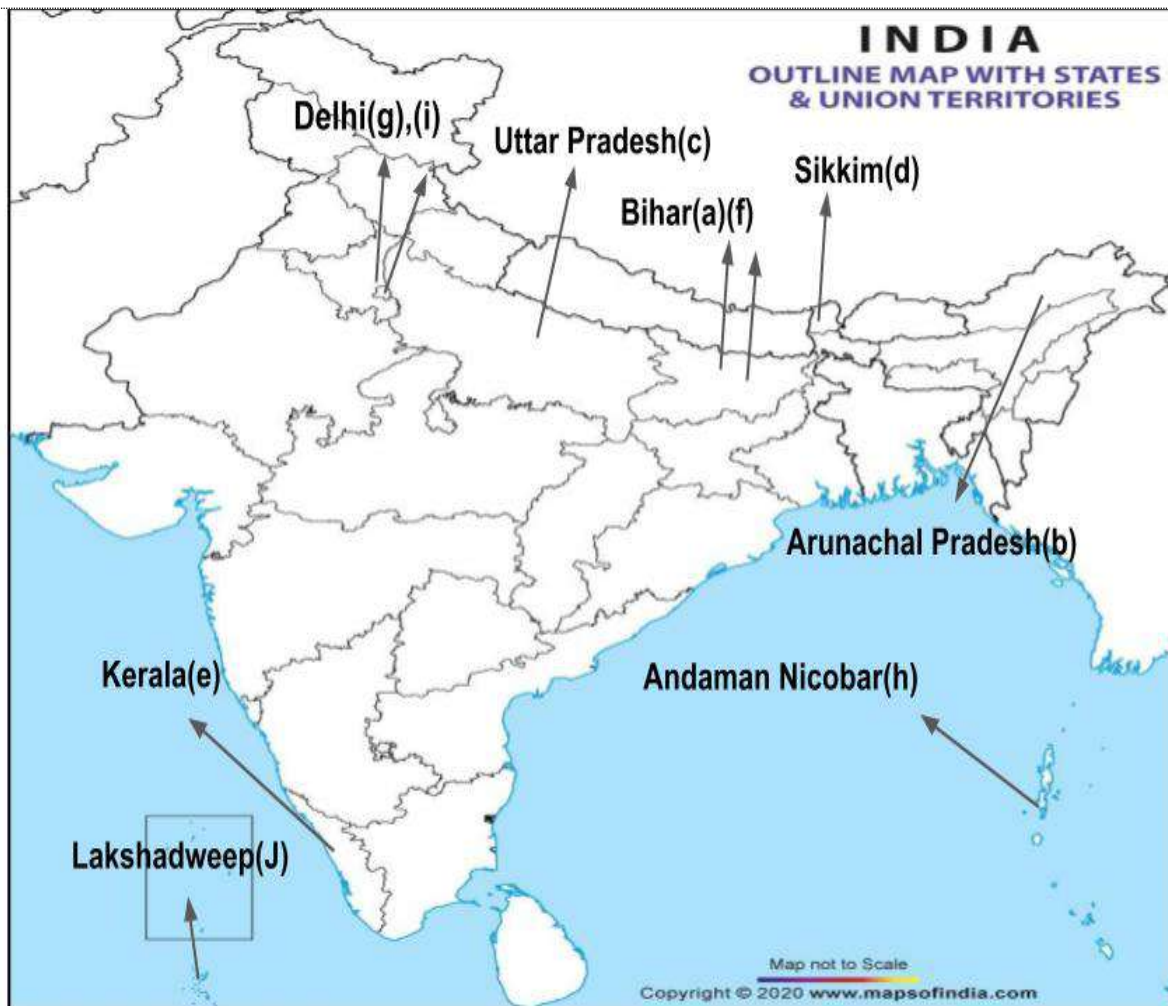 INDIA
OUTLINE MAP WITH STATES
& UNION TERRITORIES
Delhi(g),(i)
Uttar Pradesh(c)
Sikkim(d)
Bihar(a)(f)
Arunachal Pradesh(b)
Kerala(e)
Andaman Nicobar(h)
Lakshadweep(J)
Map not to Scale
Copyright © 2020 www.mapsofindia.com